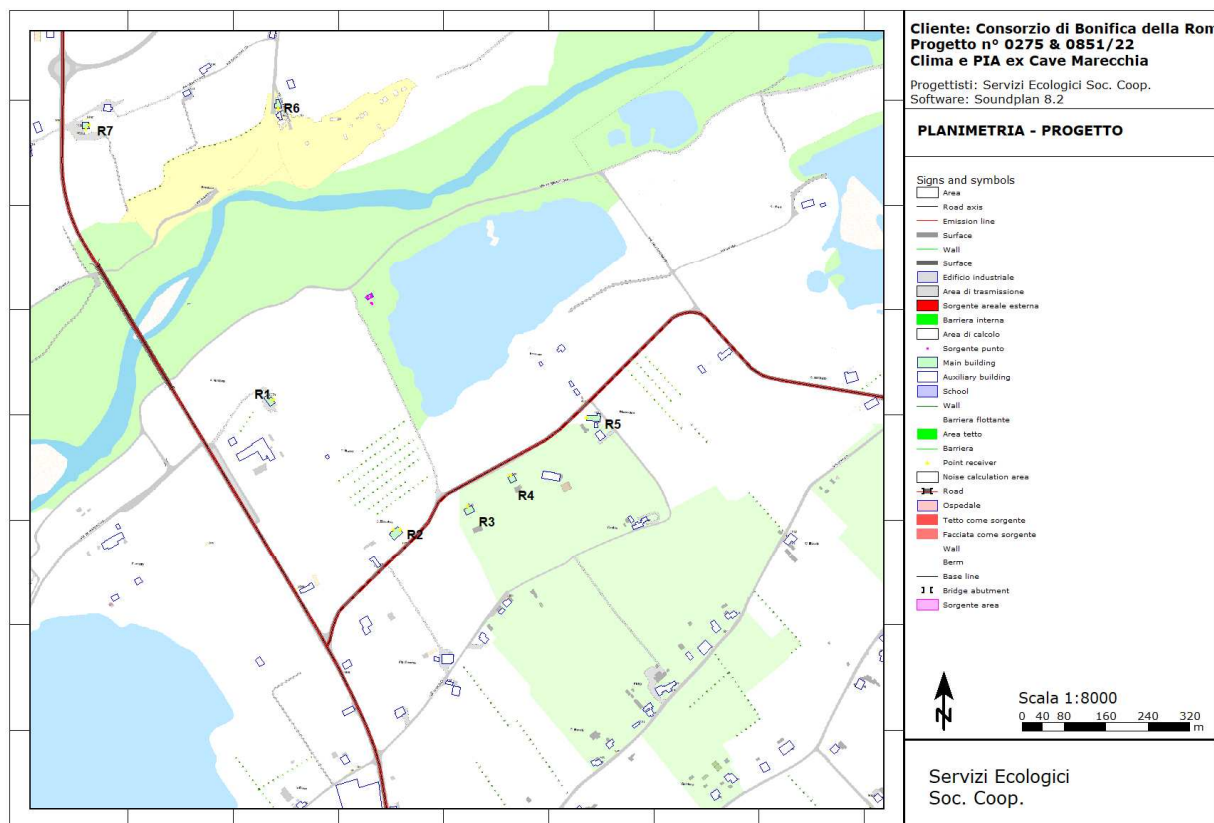 Cliente: Consorzio di Bonifica della Rom
Progetto n° 0275 & 0851/22
Clima e PIA ex Cave Marecchia
Progettisti: Servizi Ecologici Soc. Coop.
Software: Soundplan 8.2
PLANIMETRIA - PROGETTO
Signs and symbols
Area
Road axis
Emission line
Surface
Wall
Surface
Edificio industriale
Area di trasmissione
Sorgente areale esterna
Barriera interna
Area di calcolo
Sorgente punto
Main building
Auxiliary building
School
Wall
Barriera flottante
Area tetto
Barriera
Point receiver
Noise calculation area
Road
Ospedale
Tetto come sorgente
Facciata come sorgente
Wall
Berm
Base line
Bridge abutment
Sorgente area
N
Scala 1:8000
0 40 80 160 240 320
m
Servizi Ecologici
Soc. Coop.
R6
R7
R1
R5
R4
R3
R2